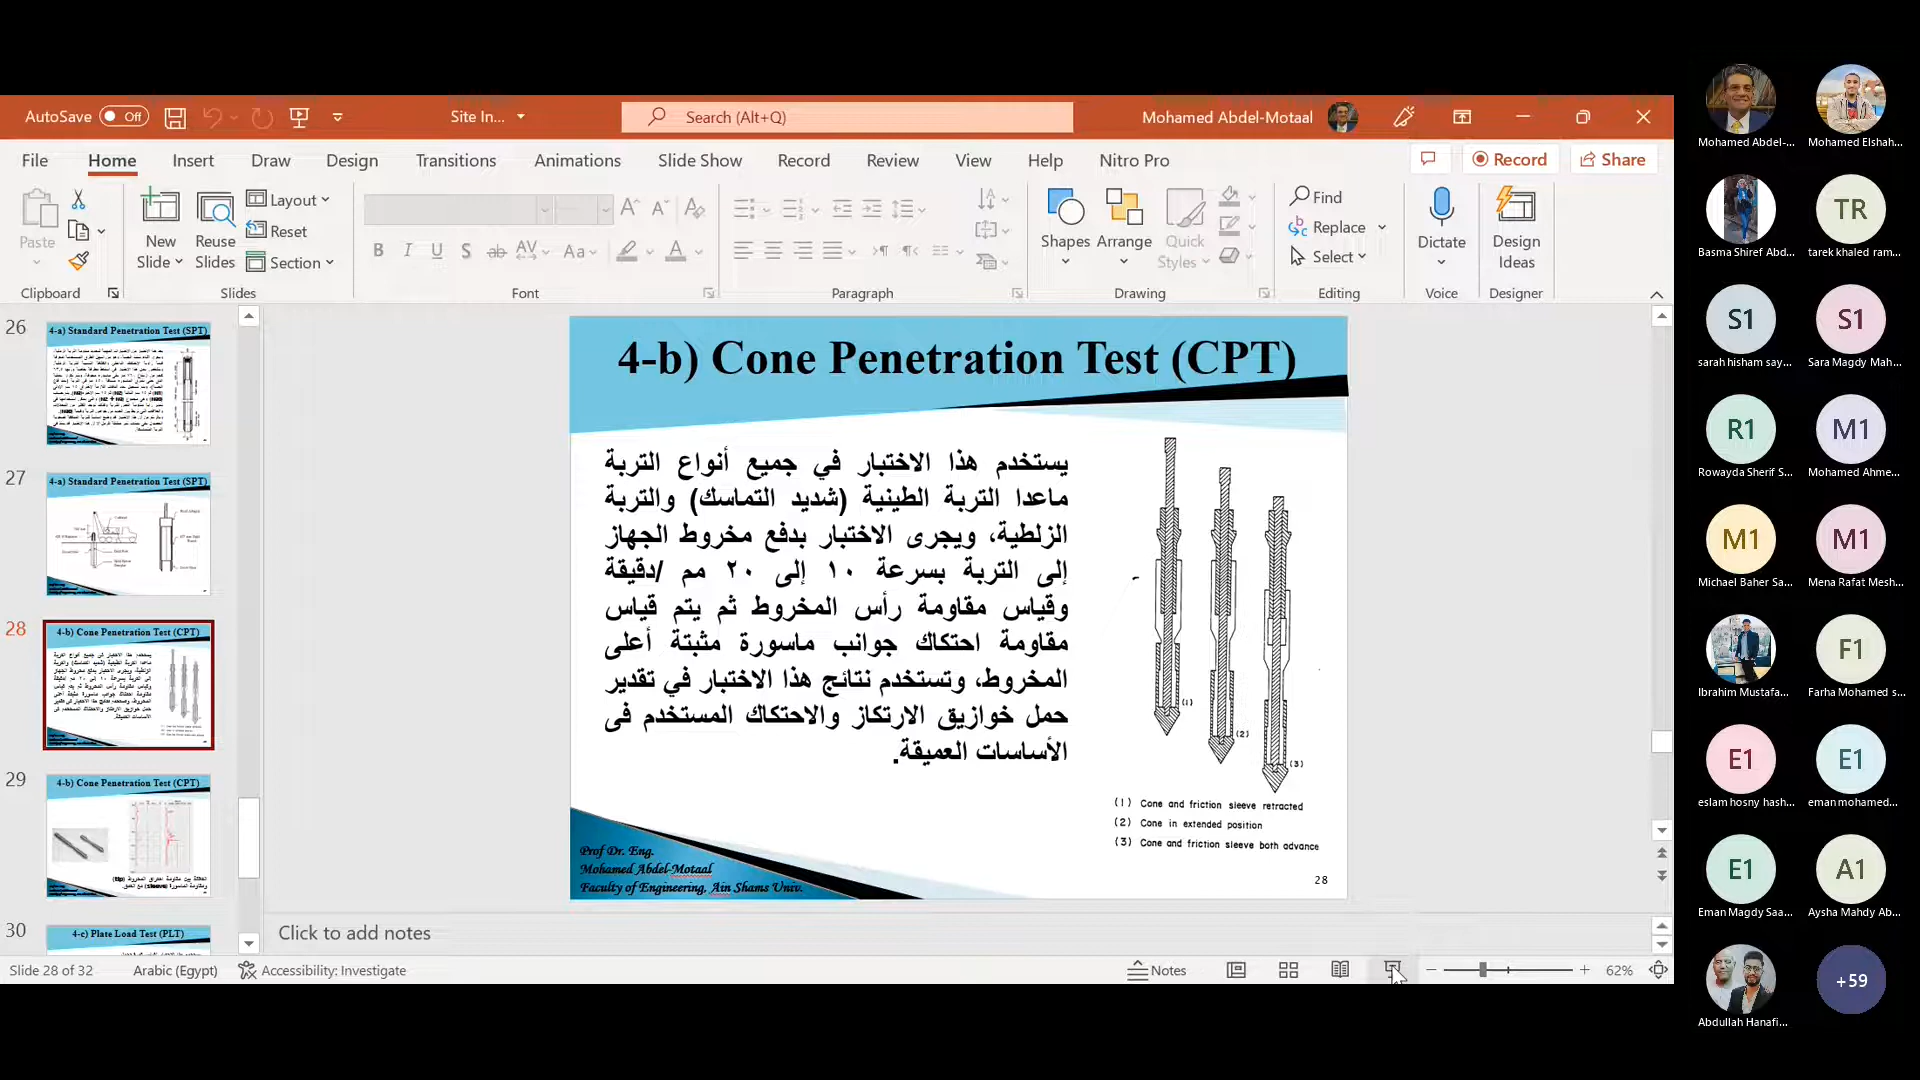 AutoSave Off Site In... Search (Alt+Q) Mohamed Abdel-Motaal
File Home Insert Draw Design Transitions Animations Slide Show Record Review View Help Nitro Pro Record Share
Paste
New Slide
Reuse Slides
Layout
Reset
Section
Shapes
Arrange
Quick Styles
Find
Replace
Select
Dictate
Design Ideas
Clipboard Slides Font Paragraph Drawing Editing Voice Designer
26
4-a) Standard Penetration Test (SPT)
27
4-a) Standard Penetration Test (SPT)
28
4-b) Cone Penetration Test (CPT)
29
4-b) Cone Penetration Test (CPT)
30
4-c) Plate Load Test (PLT)
4-b) Cone Penetration Test (CPT)
يستخدم هذا الاختبار في جميع أنواع التربة
ماعدا التربة الطينية (شديد التماسك) والتربة
الزلطية، ويجرى الاختبار بدفع مخروط الجهاز
إلى التربة بسرعة ١٠ إلى ٢٠ مم /دقيقة
وقياس مقاومة رأس المخروط ثم يتم قياس
مقاومة احتكاك جوانب ماسورة مثبتة أعلى
المخروط، وتستخدم نتائج هذا الاختبار في تقدير
حمل خوازيق الارتكاز والاحتكاك المستخدم فى
الأساسات العميقة.
(1)
(2)
(3)
(1) Cone and friction sleeve retracted
(2) Cone in extended position
(3) Cone and friction sleeve both advance
Prof Dr. Eng.
Mohamed Abdel-Motaal
Faculty of Engineering, Ain Shams Univ.
28
Click to add notes
Slide 28 of 32 Arabic (Egypt) Accessibility: Investigate Notes 62%
Mohamed Abdel-... Mohamed Elshah...
TR
Basma Shiref Abd... tarek khaled ram...
S1 S1
sarah hisham say... Sara Magdy Mah...
R1 M1
Rowayda Sherif S... Mohamed Ahme...
M1 M1
Michael Baher Sa... Mena Rafat Mesh...
F1
Ibrahim Mustafa... Farha Mohamed s...
E1 E1
eslam hosny hash... eman mohamed...
E1 A1
Eman Magdy Saa... Aysha Mahdy Ab...
+59
Abdullah Hanafi...